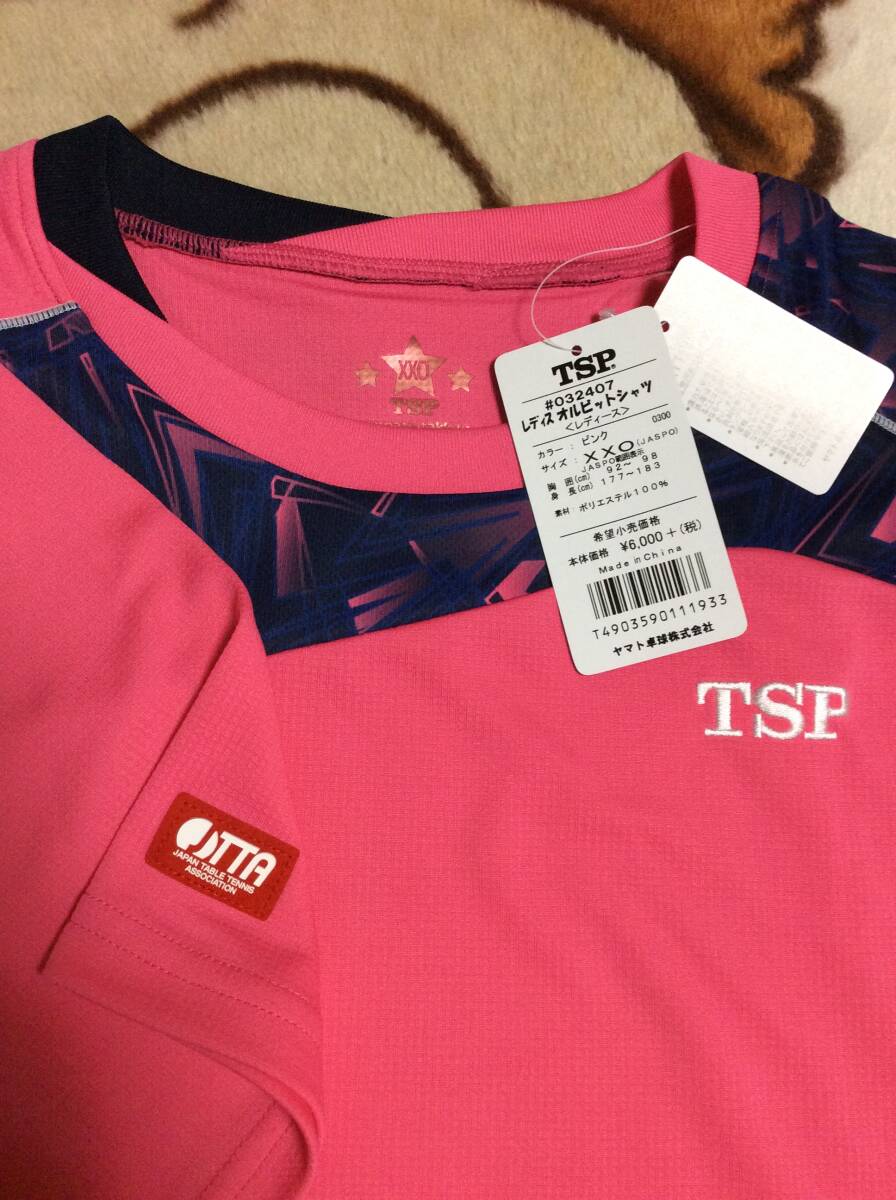 XXO
TSP
TSP.
#032407
レディス オルビットシャツ
<レディース>
0300
カラー : ピンク
サイズ : XXO (JASPO)
JASPO範囲表示
胸 囲(cm) 92~ 98
身 長(cm) 177~183
素材 : ポリエステル100%
希望小売価格
本体価格 ¥6,000+(税)
Made in China
T4903590111933
ヤマト卓球株式会社
TSP
JTTA
JAPAN TABLE TENNIS
ASSOCIATION